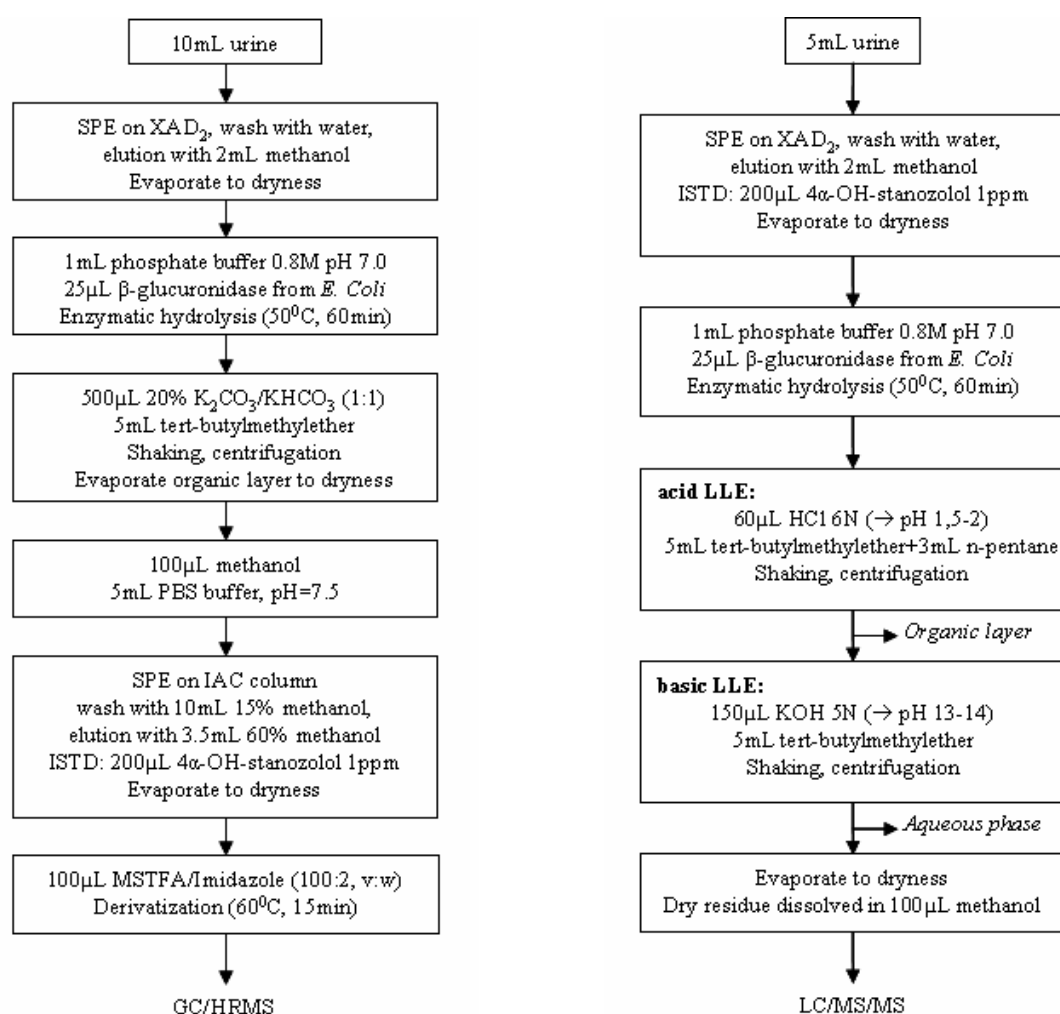 10mL urine
SPE on XAD₂, wash with water,
elution with 2mL methanol
Evaporate to dryness
1mL phosphate buffer 0.8M pH 7.0
25μL β-glucuronidase from E. Coli
Enzymatic hydrolysis (50⁰C, 60min)
500μL 20% K₂CO₃/KHCO₃ (1:1)
5mL tert-butylmethylether
Shaking, centrifugation
Evaporate organic layer to dryness
100μL methanol
5mL PBS buffer, pH=7.5
SPE on IAC column
wash with 10mL 15% methanol,
elution with 3.5mL 60% methanol
ISTD: 200μL 4α-OH-stanozolol 1ppm
Evaporate to dryness
100μL MSTFA/Imidazole (100:2, v:w)
Derivatization (60⁰C, 15min)
GC/HRMS
5mL urine
SPE on XAD₂, wash with water,
elution with 2mL methanol
ISTD: 200μL 4α-OH-stanozolol 1ppm
Evaporate to dryness
1mL phosphate buffer 0.8M pH 7.0
25μL β-glucuronidase from E. Coli
Enzymatic hydrolysis (50⁰C, 60min)
acid LLE:
60μL HCl 6N (→ pH 1,5-2)
5mL tert-butylmethylether+3mL n-pentane
Shaking, centrifugation
Organic layer
basic LLE:
150μL KOH 5N (→ pH 13-14)
5mL tert-butylmethylether
Shaking, centrifugation
Aqueous phase
Evaporate to dryness
Dry residue dissolved in 100μL methanol
LC/MS/MS